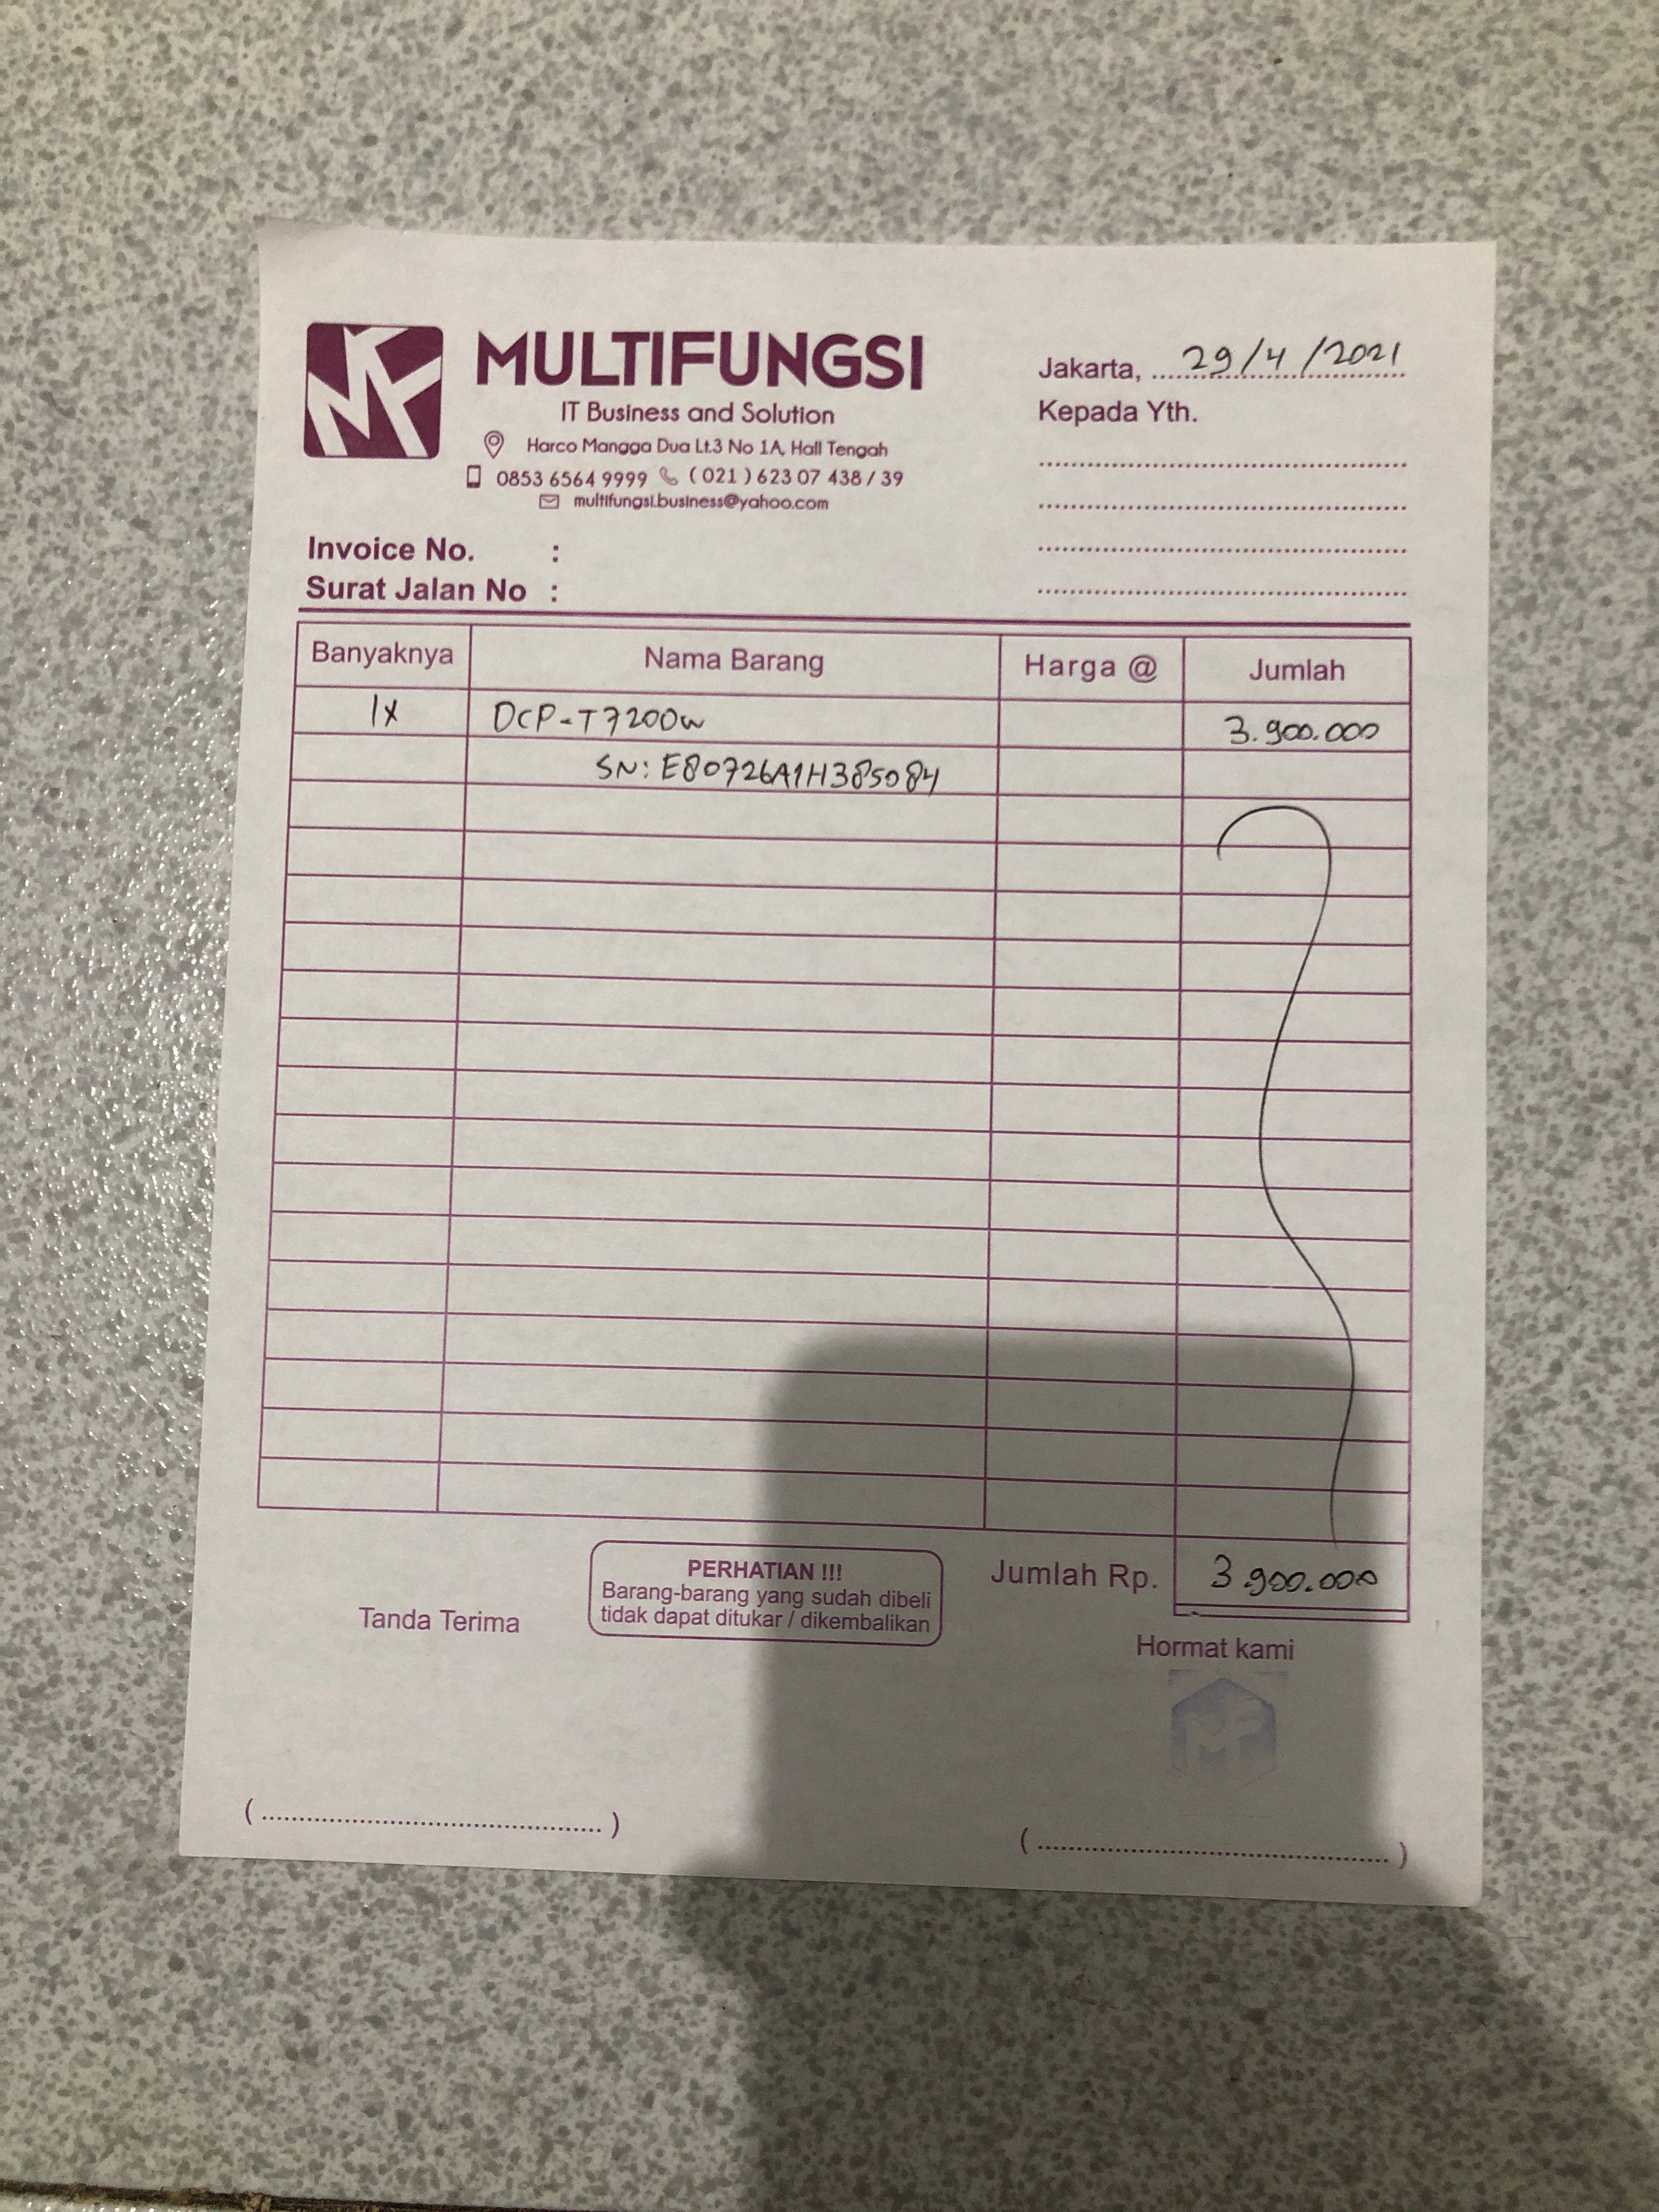 MF
MULTIFUNGSI
IT Business and Solution
Harco Mangga Dua Lt.3 No 1A, Hall Tengah
0853 6564 9999 ( 021 ) 623 07 438 / 39
multifungsi.business@yahoo.com
Jakarta, 29/4/2021
Kepada Yth.
Invoice No. :
Surat Jalan No :
Banyaknya Nama Barang Harga @ Jumlah
1x DCP-T7200w 3.900.000
SN: E80726A1H385084
Jumlah Rp. 3.900.000
PERHATIAN !!!
Barang-barang yang sudah dibeli
tidak dapat ditukar / dikembalikan
Tanda Terima
Hormat kami
MF